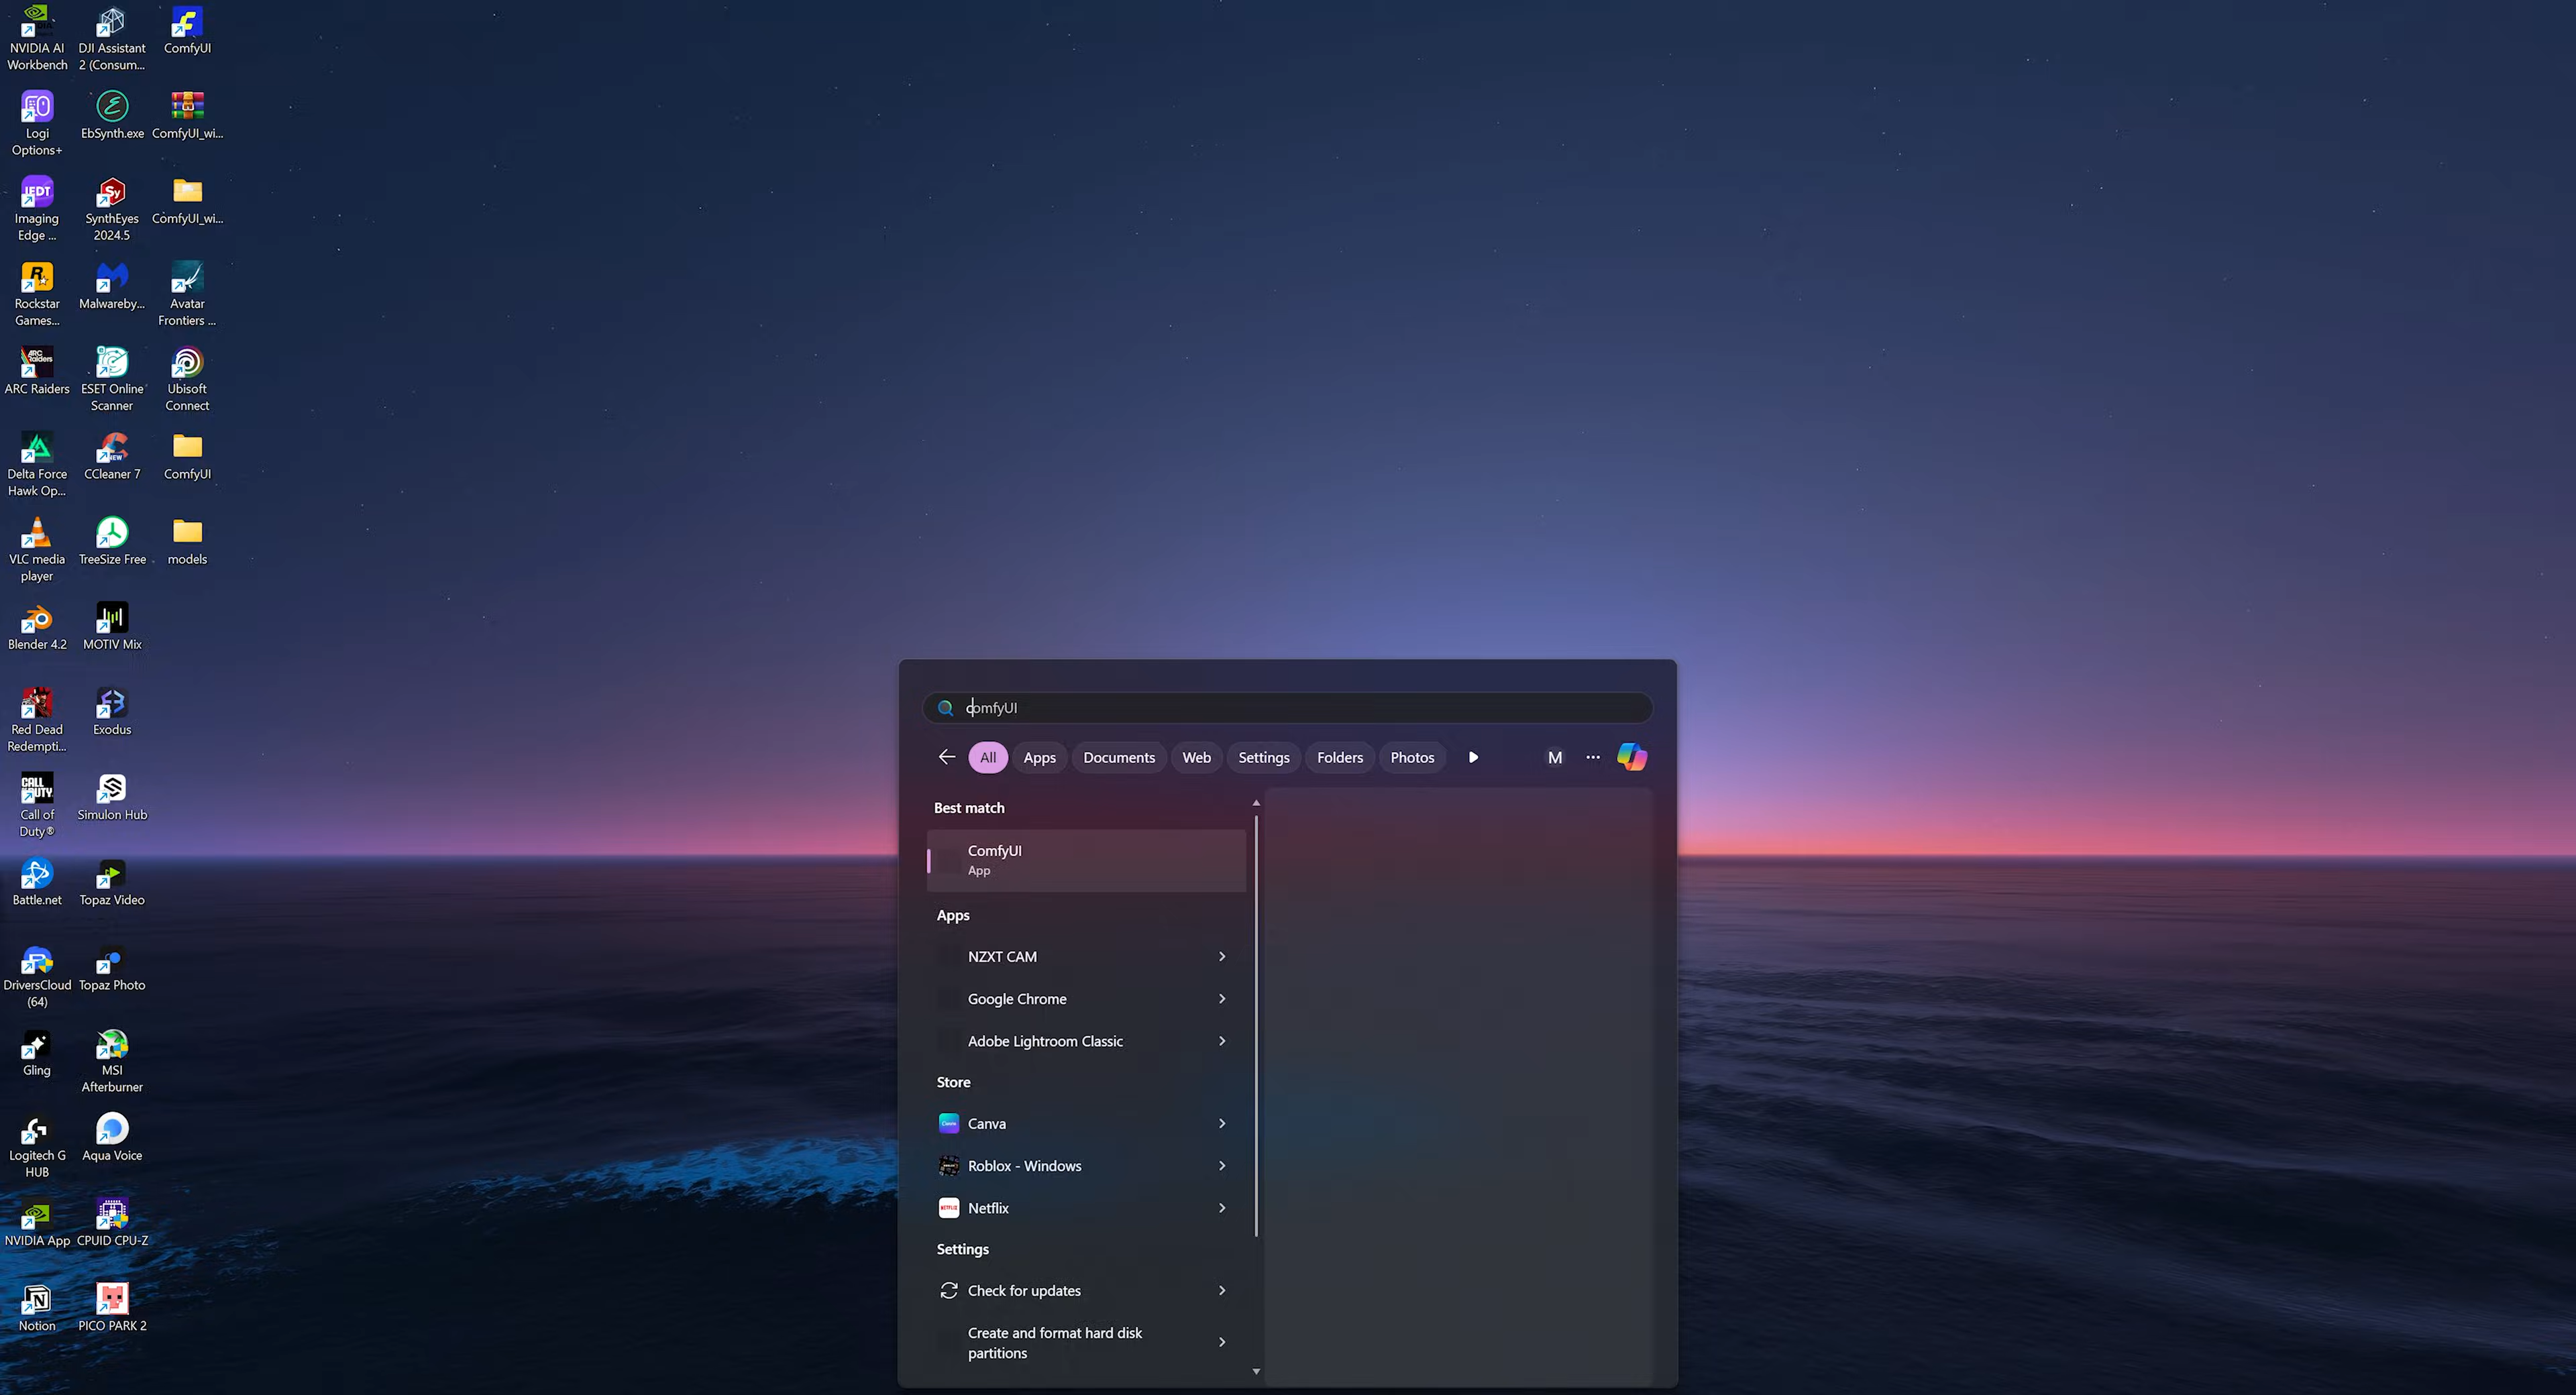 NVIDIA AI
Workbench
DJI Assistant
2 (Consum...
ComfyUI
Logi
Options+
EbSynth.exe
ComfyUI_wi...
Imaging
Edge ...
SynthEyes
2024.5
ComfyUI_wi...
Rockstar
Games...
Malwareby...
Avatar
Frontiers ...
ARC Raiders
ESET Online
Scanner
Ubisoft
Connect
Delta Force
Hawk Op...
CCleaner 7
ComfyUI
VLC media
player
TreeSize Free
models
Blender 4.2
MOTIV Mix
Red Dead
Redempti...
Exodus
Call of
Duty®
Simulon Hub
Battle.net
Topaz Video
DriversCloud
(64)
Topaz Photo
Gling
MSI
Afterburner
Logitech G
HUB
Aqua Voice
NVIDIA App
CPUID CPU-Z
Notion
PICO PARK 2
comfyUI
All Apps Documents Web Settings Folders Photos M
Best match
ComfyUI
App
Apps
NZXT CAM
Google Chrome
Adobe Lightroom Classic
Store
Canva
Roblox - Windows
Netflix
Settings
Check for updates
Create and format hard disk
partitions